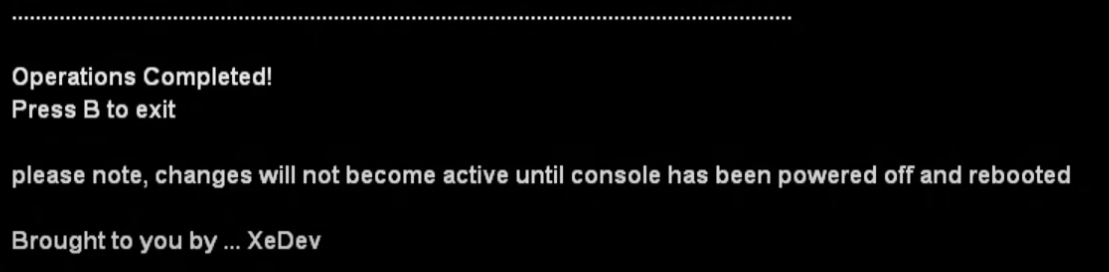 ........................................................................................................................
Operations Completed!
Press B to exit
please note, changes will not become active until console has been powered off and rebooted
Brought to you by ... XeDev